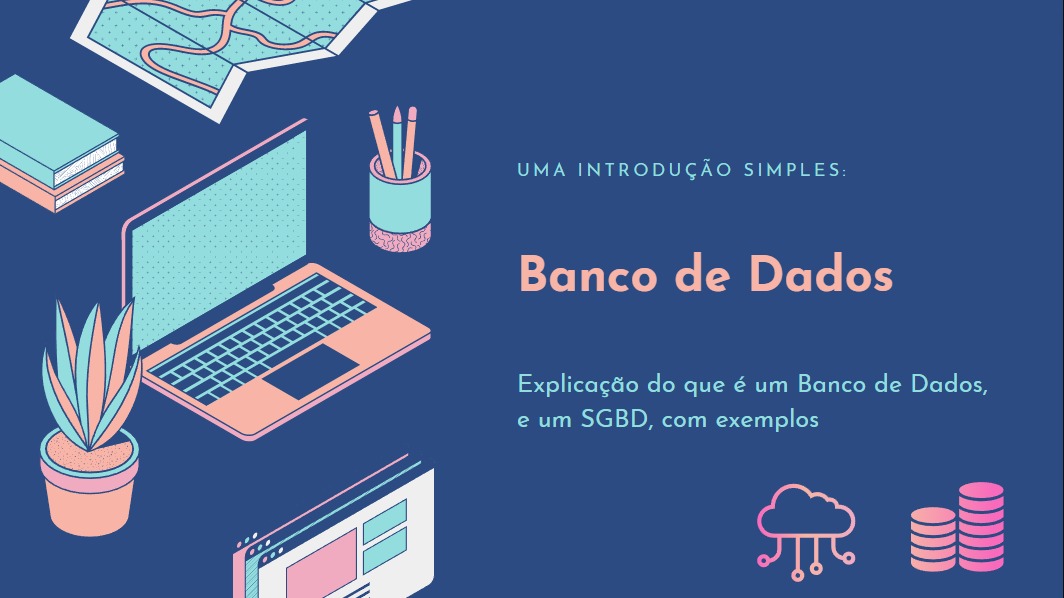 UMA INTRODUÇÃO SIMPLES:
Banco de Dados
Explicação do que é um Banco de Dados,
e um SGBD, com exemplos